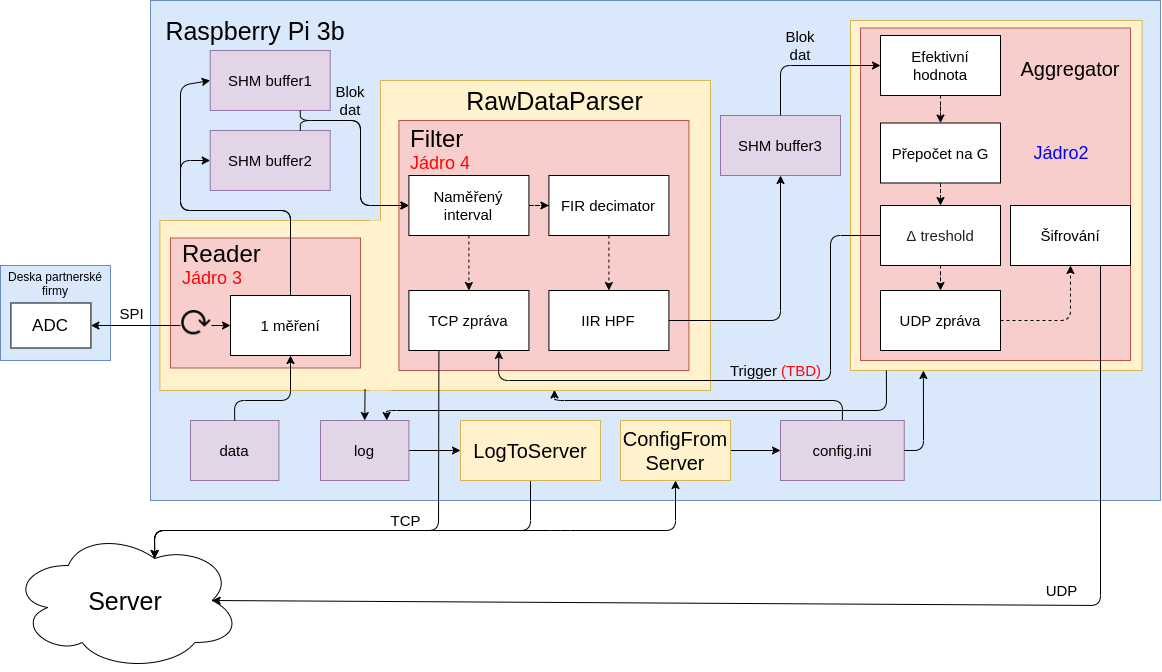 Raspberry Pi 3b
SHM buffer1
SHM buffer2
Blok
dat
RawDataParser
Filter
Jádro 4
Naměřený
interval
FIR decimator
TCP zpráva
IIR HPF
SHM buffer3
Blok
dat
Efektivní
hodnota
Aggregator
Přepočet na G
Jádro2
Δ treshold
Šifrování
UDP zpráva
Reader
Jádro 3
1 měření
Deska partnerské
firmy
ADC
SPI
Trigger (TBD)
data
log
LogToServer
ConfigFrom
Server
config.ini
TCP
Server
UDP